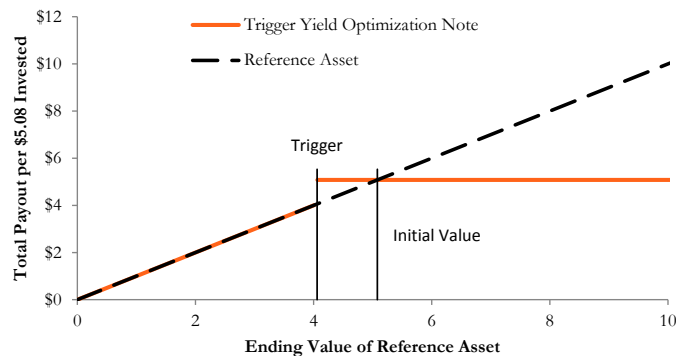 Trigger Yield Optimization Note
Reference Asset
Total Payout per $5.08 Invested
$12
$10
$8
$6
$4
$2
$0
Trigger
Initial Value
0
2
4
6
8
10
Ending Value of Reference Asset